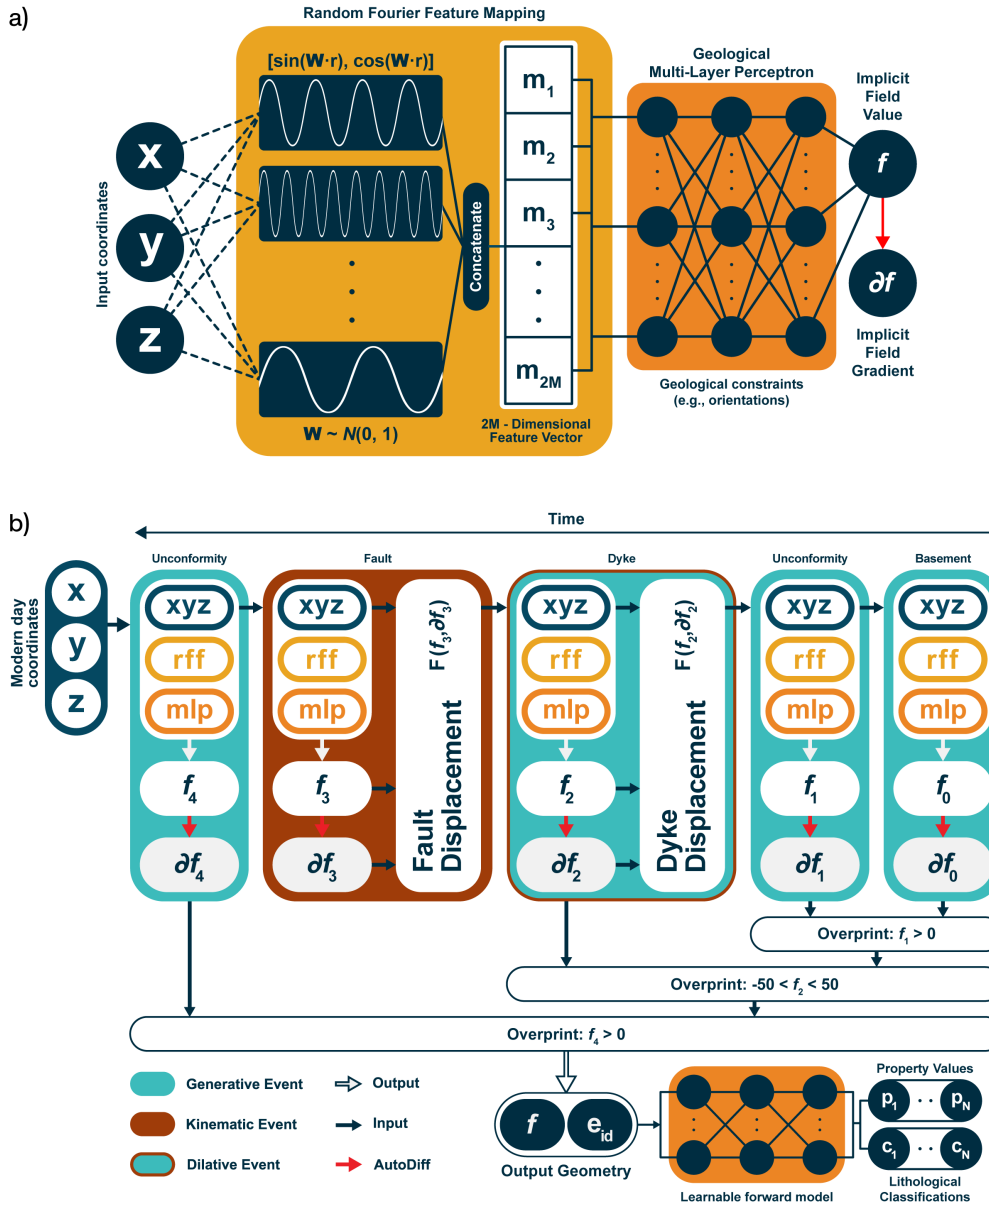 a)
Random Fourier Feature Mapping
[sin(W·r), cos(W·r)]
Input coordinates
x
y
z
Concatenate
m1
m2
m3
m2M
W ~ N(0, 1)
2M - Dimensional
Feature Vector
Geological
Multi-Layer Perceptron
Geological constraints
(e.g., orientations)
Implicit
Field
Value
f
∂f
Implicit
Field
Gradient
b)
Time
Modern day
coordinates
x
y
z
Unconformity
xyz
rff
mlp
f4
∂f4
Fault
xyz
rff
mlp
f3
∂f3
Fault
Displacement
F(f3,∂f3)
Dyke
xyz
rff
mlp
f2
∂f2
Dyke
Displacement
F(f2,∂f2)
Unconformity
xyz
rff
mlp
f1
∂f1
Basement
xyz
rff
mlp
f0
∂f0
Overprint: f1 > 0
Overprint: -50 < f2 < 50
Overprint: f4 > 0
Generative Event
Kinematic Event
Dilative Event
Output
Input
AutoDiff
f
eid
Output Geometry
Learnable forward model
Property Values
p1 ·· pN
c1 ·· cN
Lithological
Classifications